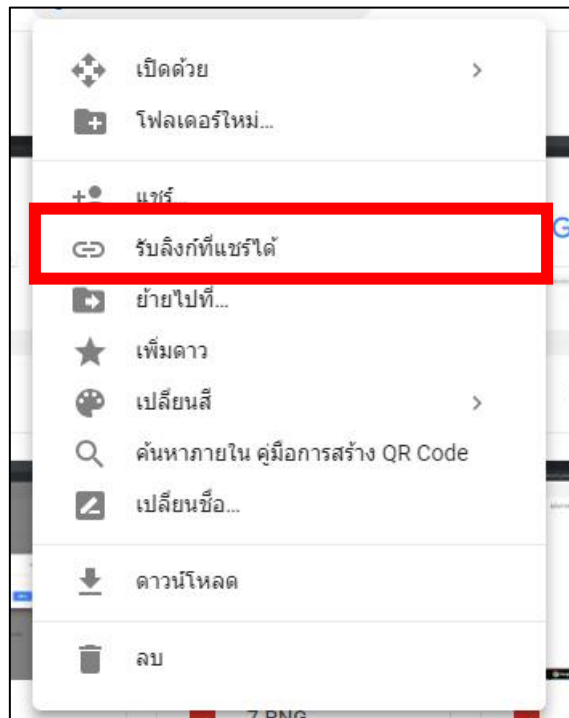 เปิดด้วย
โฟลเดอร์ใหม่...
แชร์...
รับลิงก์ที่แชร์ได้
ย้ายไปที่...
เพิ่มดาว
เปลี่ยนสี
ค้นหาภายใน คู่มือการสร้าง QR Code
เปลี่ยนชื่อ...
ดาวน์โหลด
ลบ
7.PNG